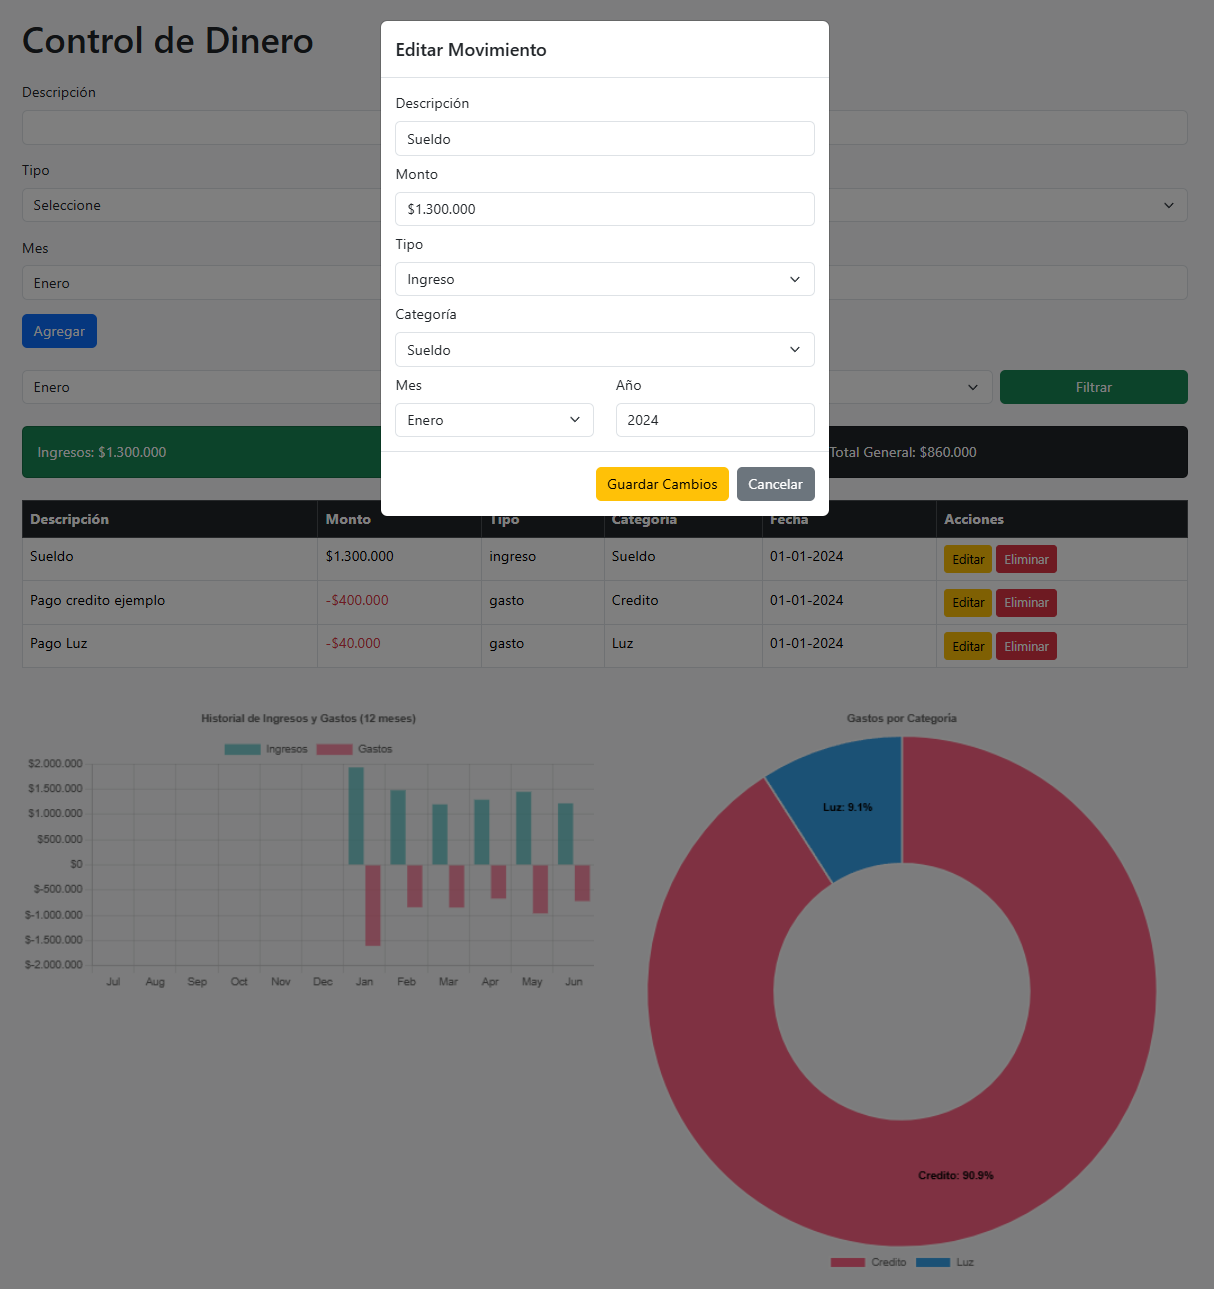 Control de Dinero
Descripción
Tipo
Seleccione
Mes
Enero
Agregar
Enero
Filtrar
Ingresos: $1.300.000
Total General: $860.000
Editar Movimiento
Descripción
Sueldo
Monto
$1.300.000
Tipo
Ingreso
Categoría
Sueldo
Mes Año
Enero 2024
Guardar Cambios Cancelar
Descripción Monto Tipo Categoría Fecha Acciones
Sueldo $1.300.000 ingreso Sueldo 01-01-2024 Editar Eliminar
Pago credito ejemplo -$400.000 gasto Credito 01-01-2024 Editar Eliminar
Pago Luz -$40.000 gasto Luz 01-01-2024 Editar Eliminar
Historial de Ingresos y Gastos (12 meses)
Ingresos Gastos
$2.000.000
$1.500.000
$1.000.000
$500.000
$0
$-500.000
$-1.000.000
$-1.500.000
$-2.000.000
Jul Aug Sep Oct Nov Dec Jan Feb Mar Apr May Jun
Gastos por Categoría
Luz: 9.1%
Credito: 90.9%
Credito Luz